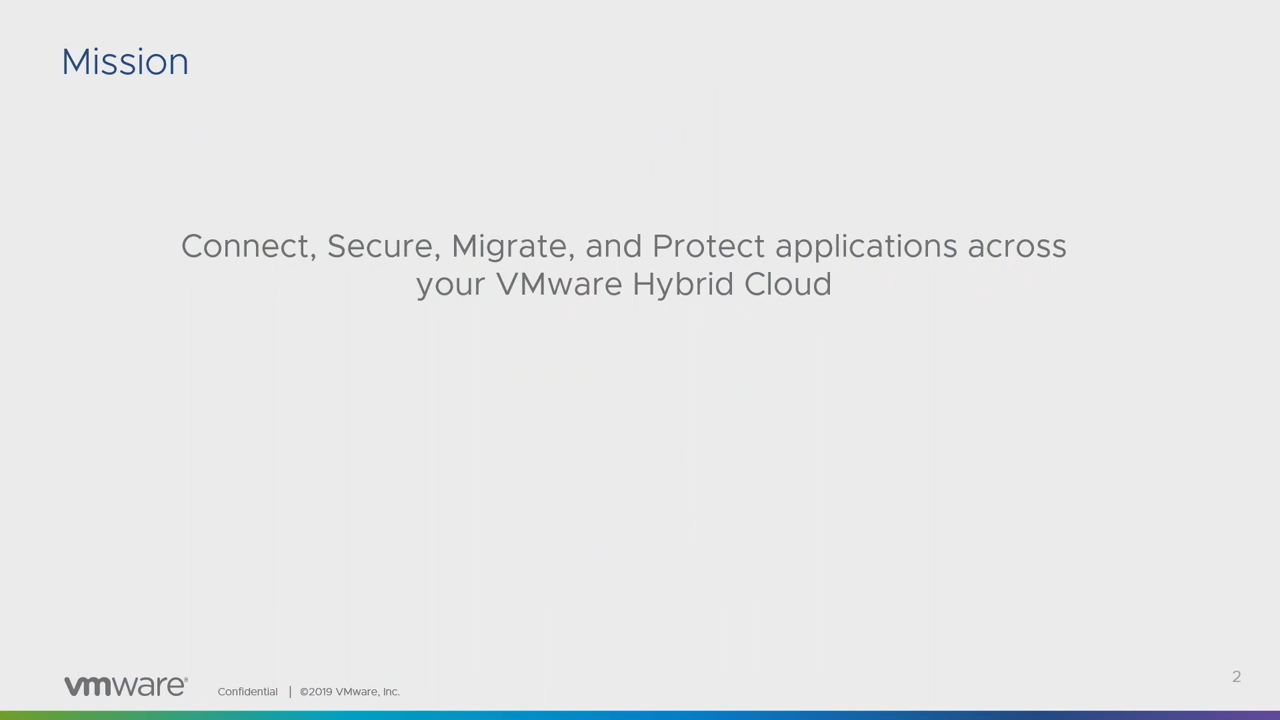 Mission
Connect, Secure, Migrate, and Protect applications across
your VMware Hybrid Cloud
vmware®
Confidential | ©2019 VMware, Inc.
2